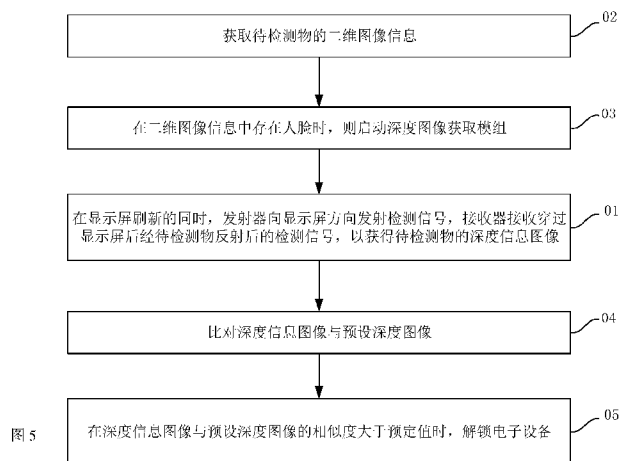 获取待检测物的二维图像信息
02
在二维图像信息中存在人脸时，则启动深度图像获取模组
03
在显示屏刷新的同时，发射器向显示屏方向发射检测信号，接收器接收穿过
显示屏后经待检测物反射后的检测信号，以获得待检测物的深度信息图像
01
比对深度信息图像与预设深度图像
04
在深度信息图像与预设深度图像的相似度大于预定值时，解锁电子设备
05
图5